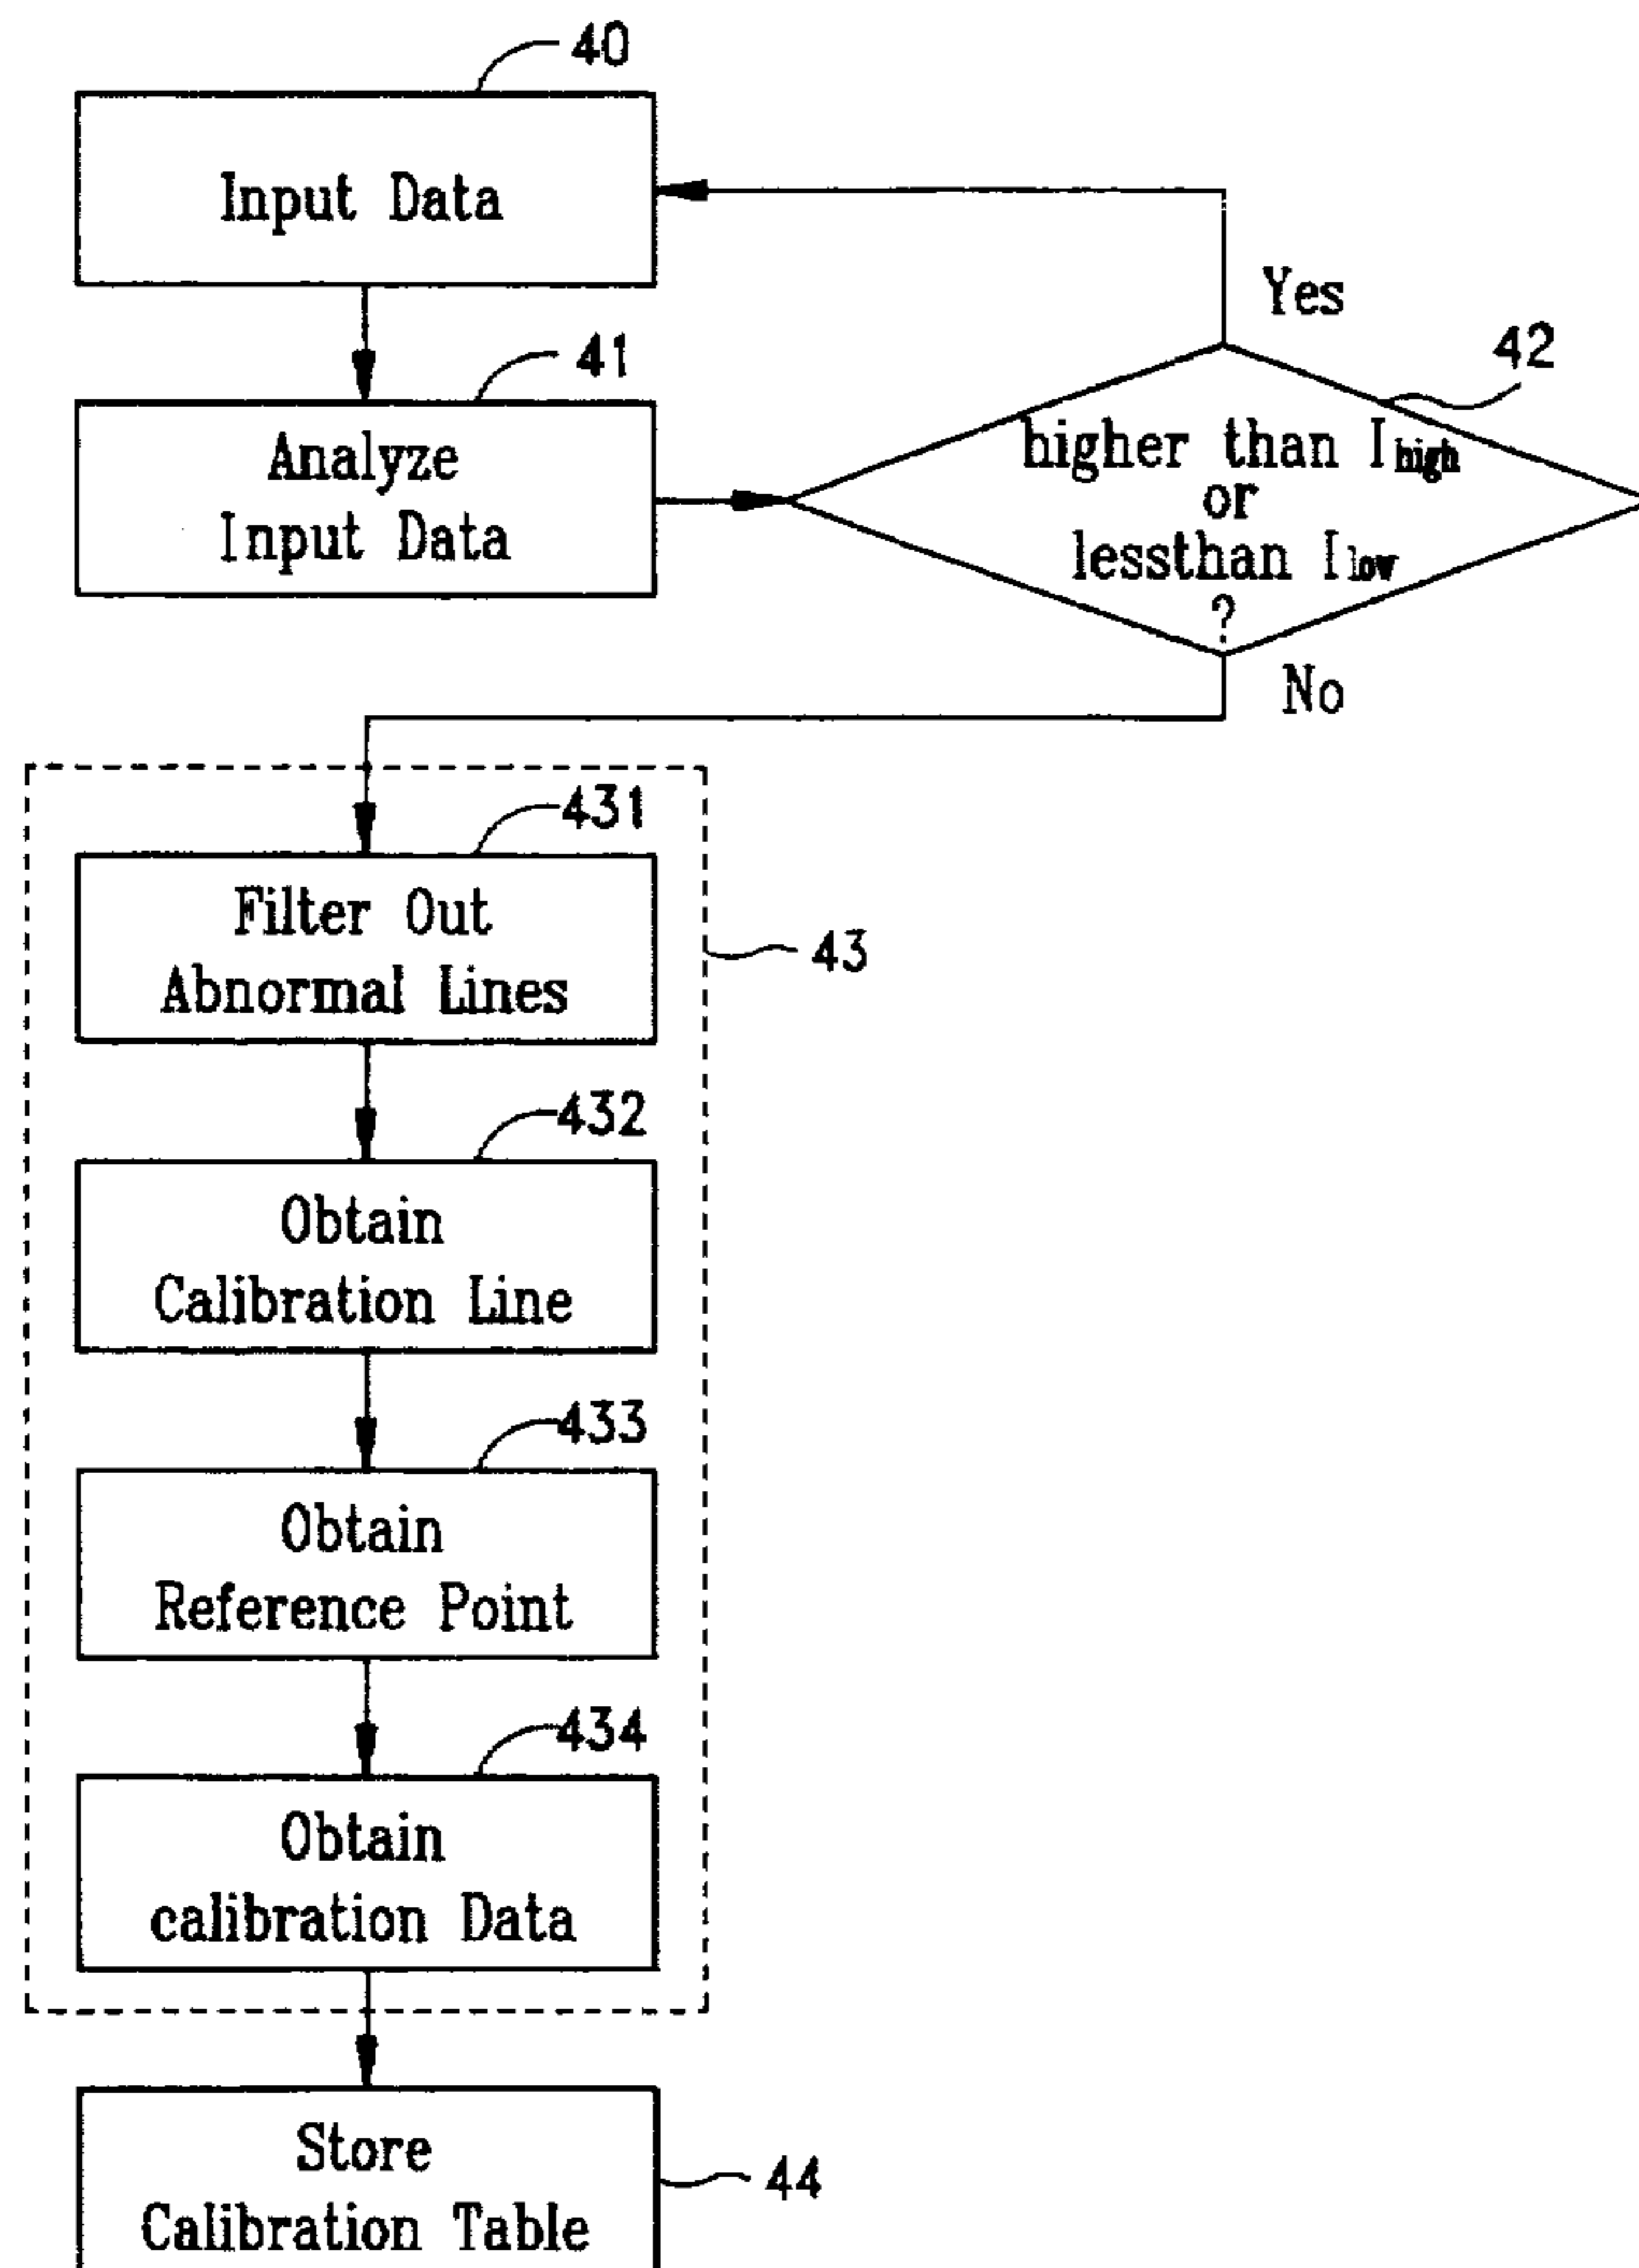 40
Input Data
Yes
41
42
Analyze
Input Data
higher than Ihigh
or
lessthan Ilow
?
No
431
Filter Out
Abnormal Lines
43
432
Obtain
Calibration Line
433
Obtain
Reference Point
434
Obtain
calibration Data
Store
Calibration Table
44